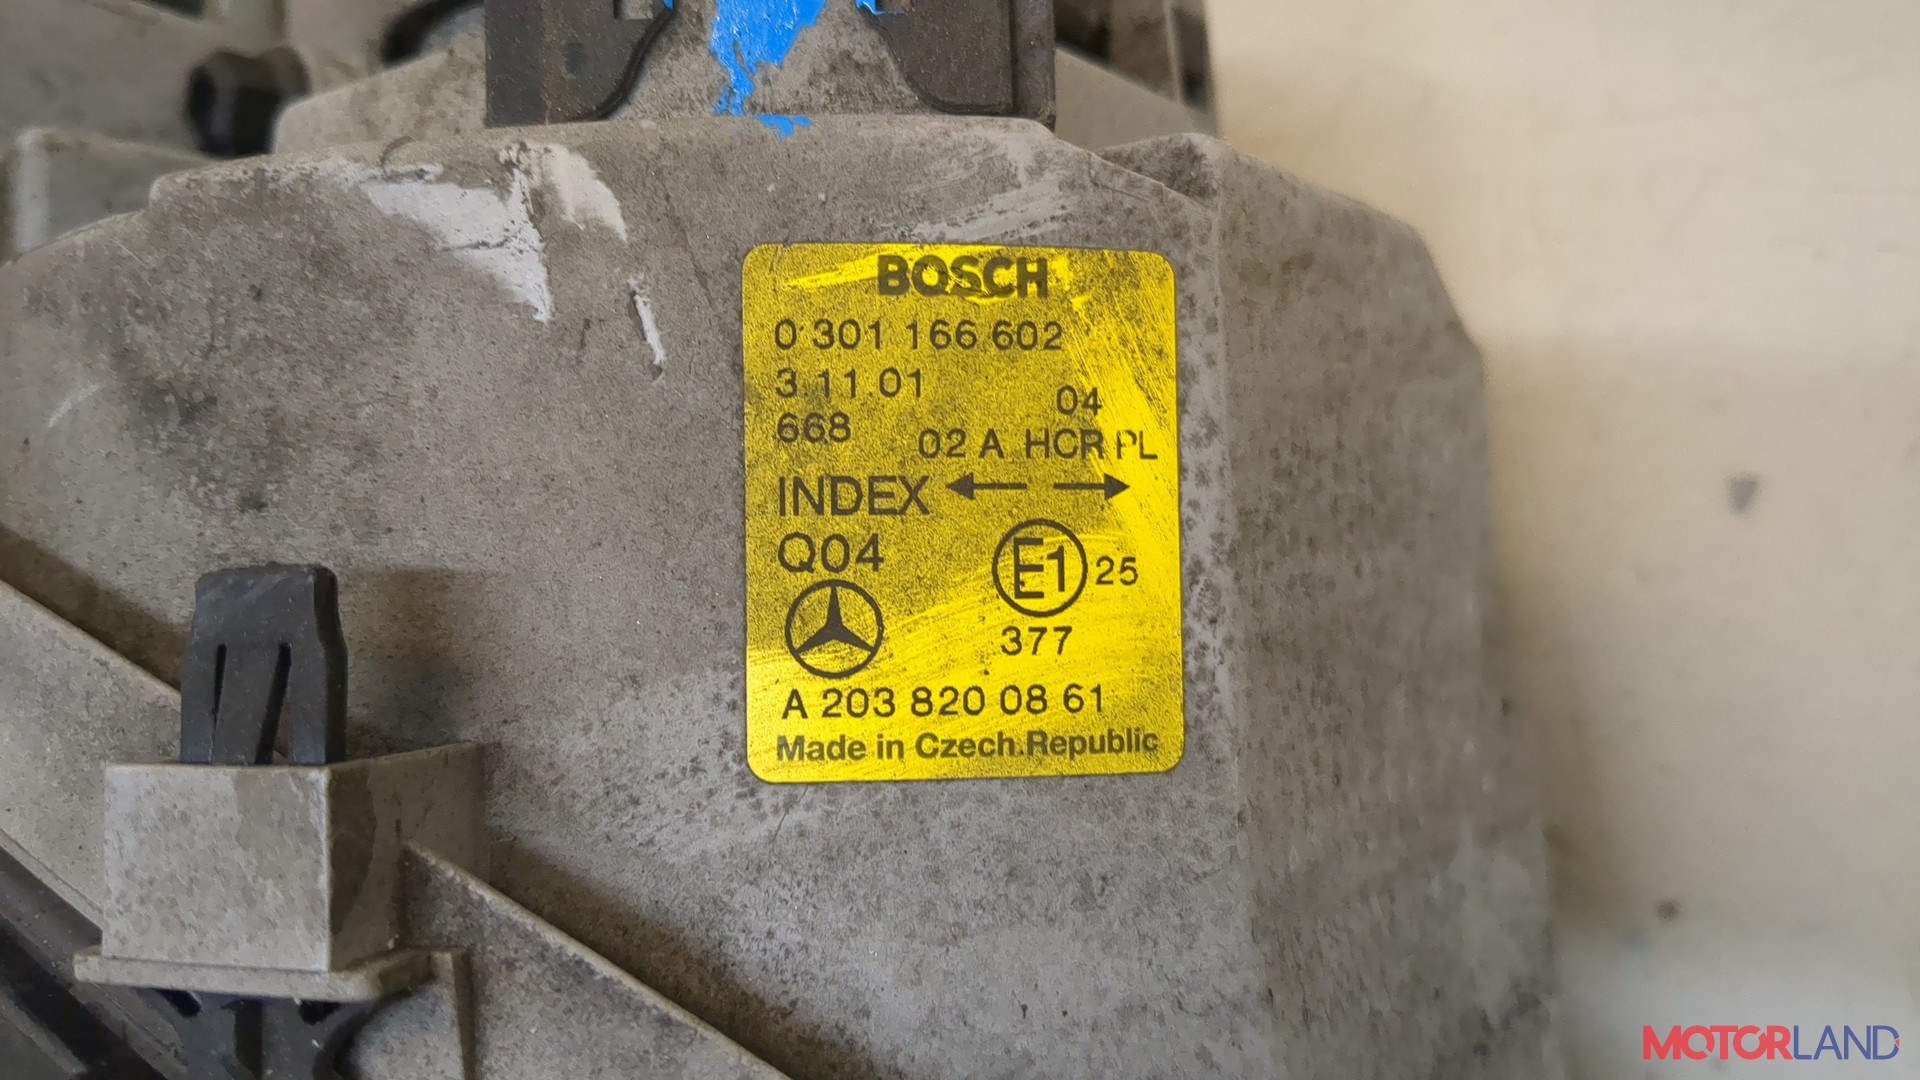 BOSCH
0 301 166 602
3.11.01
04
668
02 A HCR PL
INDEX
Q04
E1 25
377
A 203 820 08 61
Made in Czech.Republic
MOTORLAND